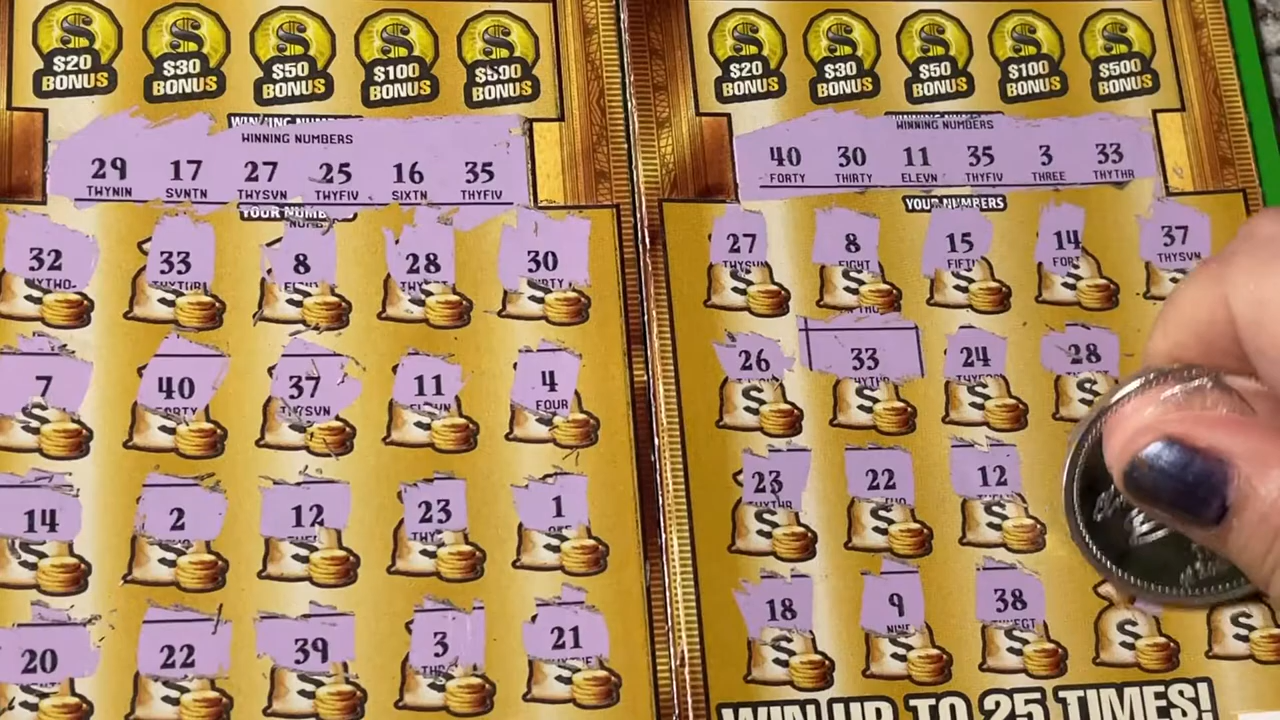 $20 BONUS $30 BONUS $50 BONUS $100 BONUS $500 BONUS
WINNING NUMBERS
29 17 27 25 16 35
TWYNIN SVNTN TWYSVN TWYFIV SIXTN THYFIV
YOUR
32 33 8 28 30
7 40 37 11 4
FOUR
14 2 12 23 1
20 22 39 3 21
$20 BONUS $30 BONUS $50 BONUS $100 BONUS $500 BONUS
WINNING NUMBERS
40 30 11 35 3 33
FORTY THIRTY ELEVN THYFIV THREE THYTHR
YOUR NUMBERS
27 8 15 14 37
THYSVN
26 33 24 28
23 22 12
18 9 38
WIN UP TO 25 TIMES!